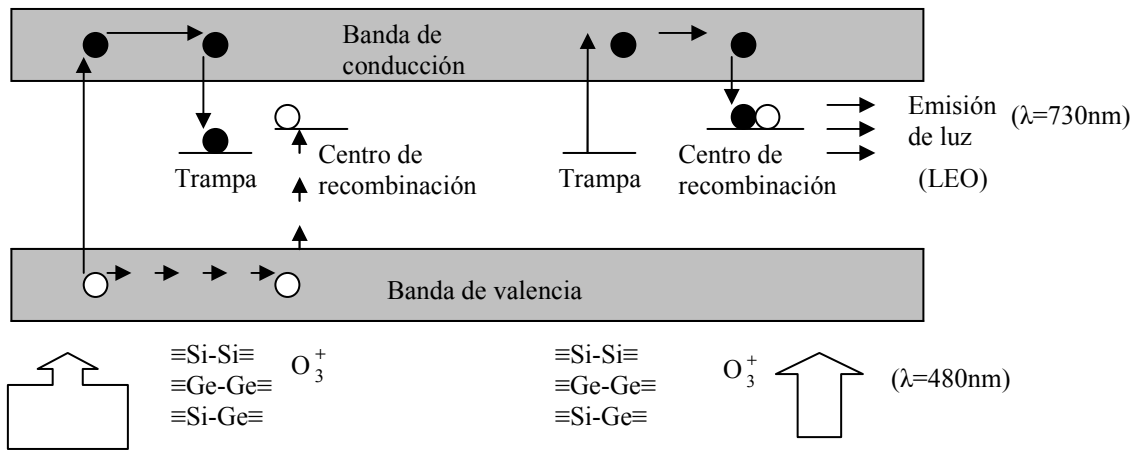 Banda de
conducción
Trampa
Centro de
recombinación
Trampa
Centro de
recombinación
Emisión
de luz
(λ=730nm)
(LEO)
Banda de valencia
≡Si-Si≡
≡Ge-Ge≡
≡Si-Ge≡
O₃⁺
≡Si-Si≡
≡Ge-Ge≡
≡Si-Ge≡
O₃⁺
(λ=480nm)